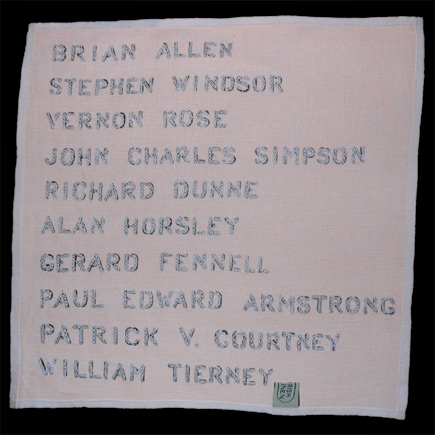 BRIAN ALLEN
STEPHEN WINDSOR
VERNON ROSE
JOHN CHARLES SIMPSON
RICHARD DUNNE
ALAN HORSLEY
GERARD FENNELL
PAUL EDWARD ARMSTRONG
PATRICK V. COURTNEY
WILLIAM TIERNEY